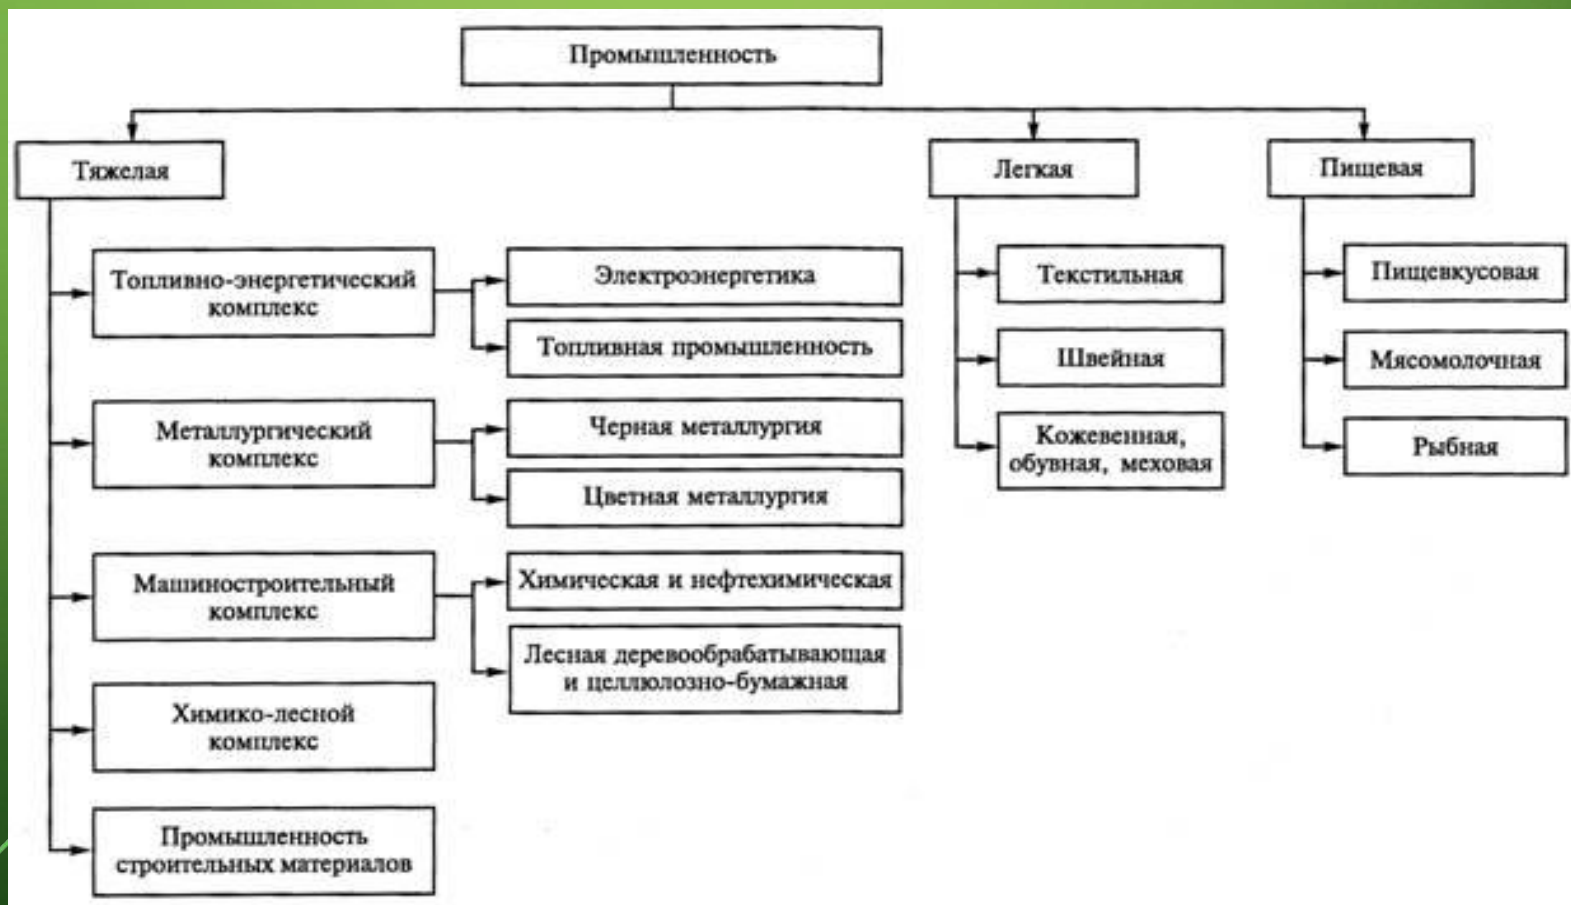 Промышленность
Тяжелая
Легкая
Пищевая
Топливно-энергетический
комплекс
Электроэнергетика
Топливная промышленность
Металлургический
комплекс
Черная металлургия
Цветная металлургия
Машиностроительный
комплекс
Химическая и нефтехимическая
Лесная деревообрабатывающая
и целлюлозно-бумажная
Химико-лесной
комплекс
Промышленность
строительных материалов
Текстильная
Швейная
Кожевенная,
обувная, меховая
Пищевкусовая
Мясомолочная
Рыбная